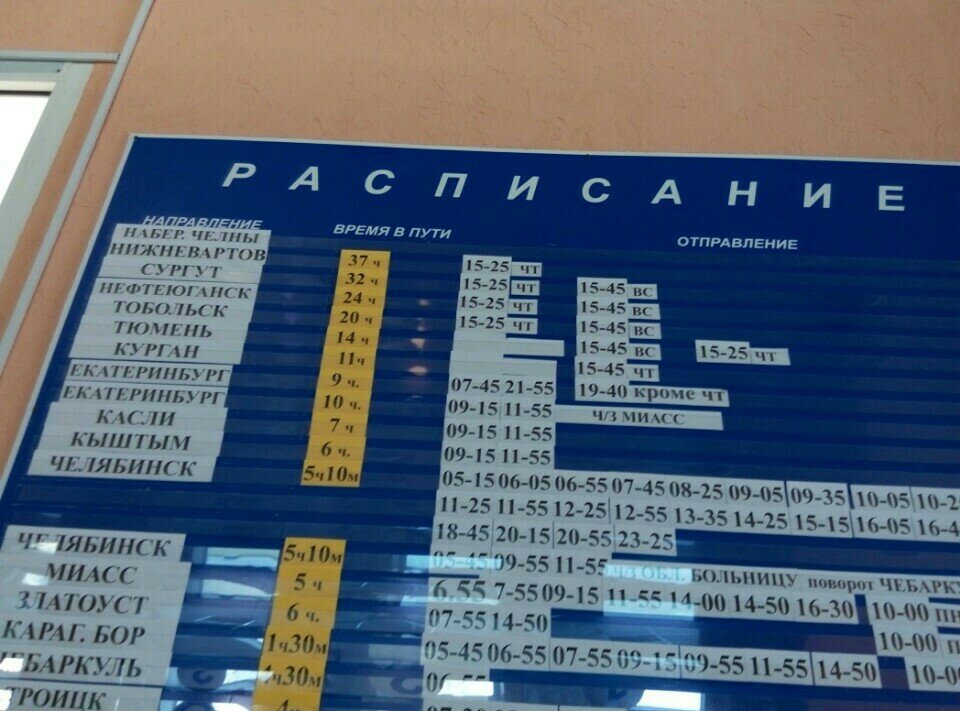 РАСПИСАНИЕ
НАПРАВЛЕНИЕ ВРЕМЯ В ПУТИ ОТПРАВЛЕНИЕ
НАБЕР. ЧЕЛНЫ 37 ч 15-25 чт
НИЖНЕВАРТОВ 32 ч 15-25 чт 15-45 вс
СУРГУТ 24 ч 15-25 чт 15-45 вс
НЕФТЕЮГАНСК 20 ч 15-25 чт 15-45 вс
ТОБОЛЬСК 14 ч 15-45 вс 15-25 чт
ТЮМЕНЬ 11ч 15-45 чт
КУРГАН 9 ч. 07-45 21-55 19-40 кроме чт
ЕКАТЕРИНБУРГ 10 ч. 09-15 11-55 Ч/З МИАСС
ЕКАТЕРИНБУРГ 7 ч 09-15 11-55
КАСЛИ 6 ч. 09-15 11-55
КЫШТЫМ 5ч10м 05-15 06-05 06-55 07-45 08-25 09-05 09-35 10-05
ЧЕЛЯБИНСК 11-25 11-55 12-25 12-55 13-35 14-25 15-15 16-05
18-45 20-15 20-55 23-25
ЧЕЛЯБИНСК 5ч10м 05-45 09-55 11-55 Ч/З ОБЛ. БОЛЬНИЦУ поворот
МИАСС 5 ч 6.55 7-55 09-15 11-55 14-00 14-50 16-30 10-00
ЗЛАТОУСТ 6 ч. 07-55 14-50 10-00
КАРАГ. БОР 1ч30м 05-45 06-55 07-55 09-15 09-55 11-55 14-50
ТРОИЦК